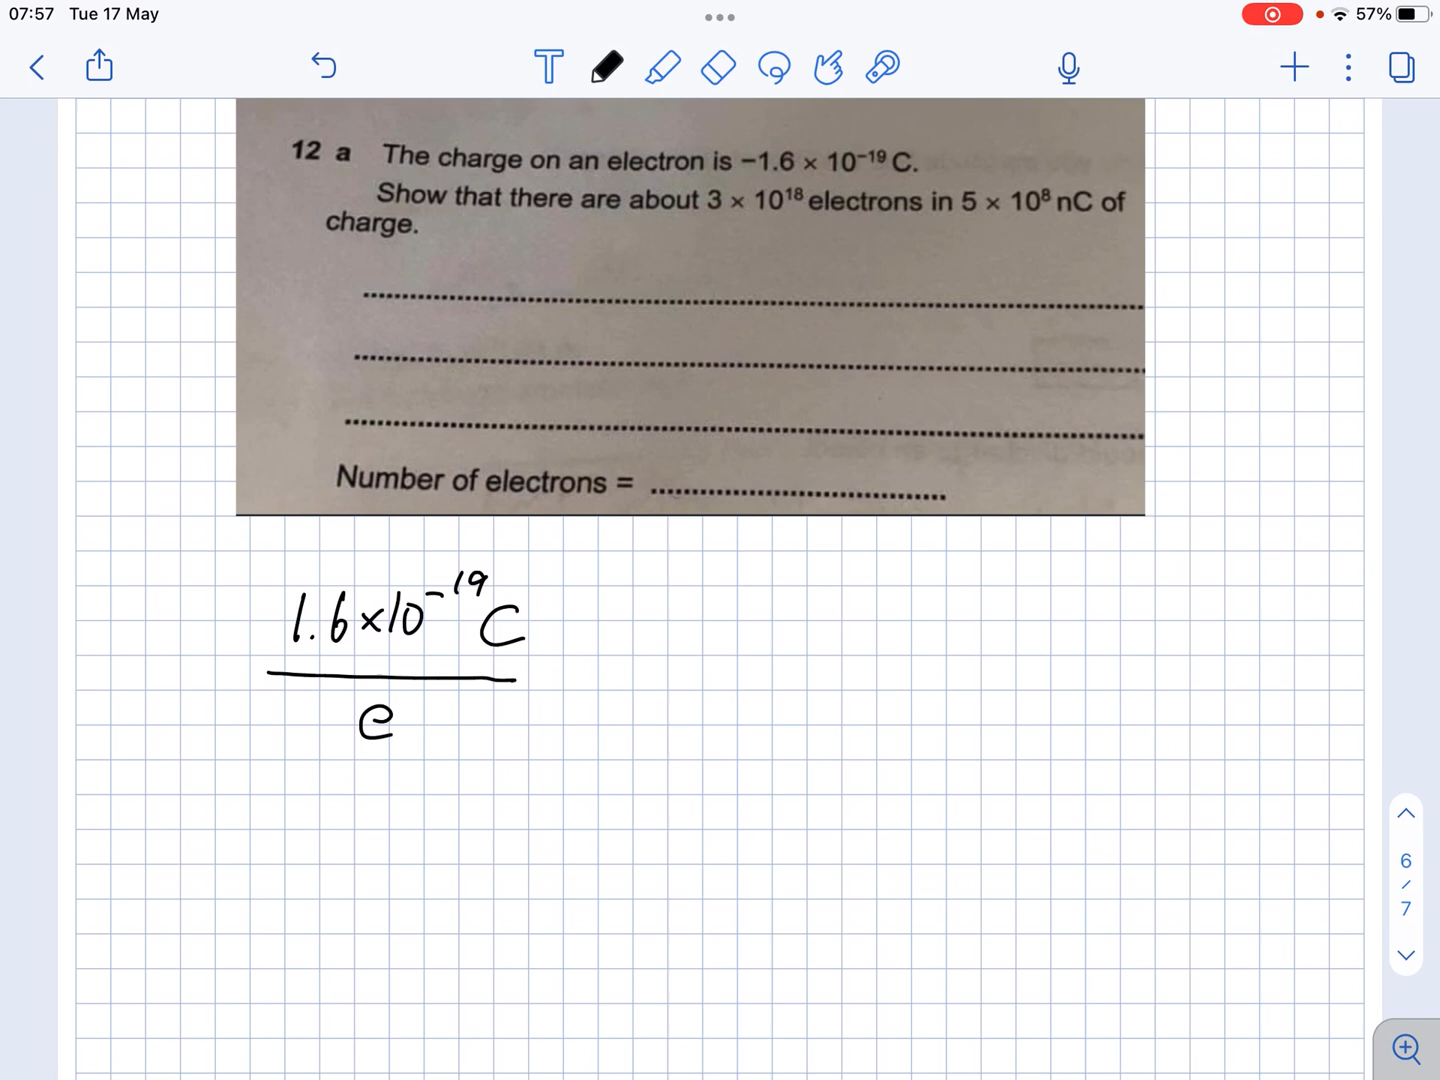 07:57 Tue 17 May
57%
12 a The charge on an electron is −1.6 × 10⁻¹⁹ C.
Show that there are about 3 × 10¹⁸ electrons in 5 × 10⁸ nC of
charge.
Number of electrons = ....................................
1.6×10⁻¹⁹ C
e
6
/
7